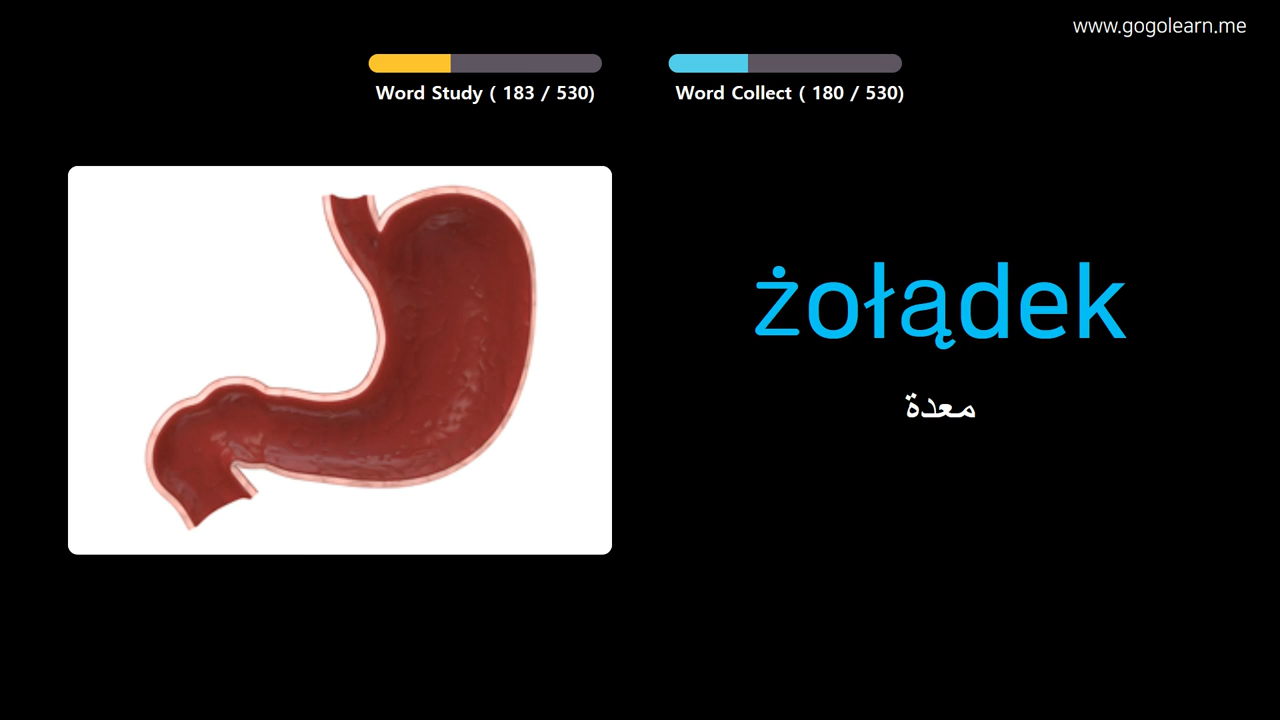 www.gogolearn.me
Word Study ( 183 / 530)
Word Collect ( 180 / 530)
żołądek
معدة